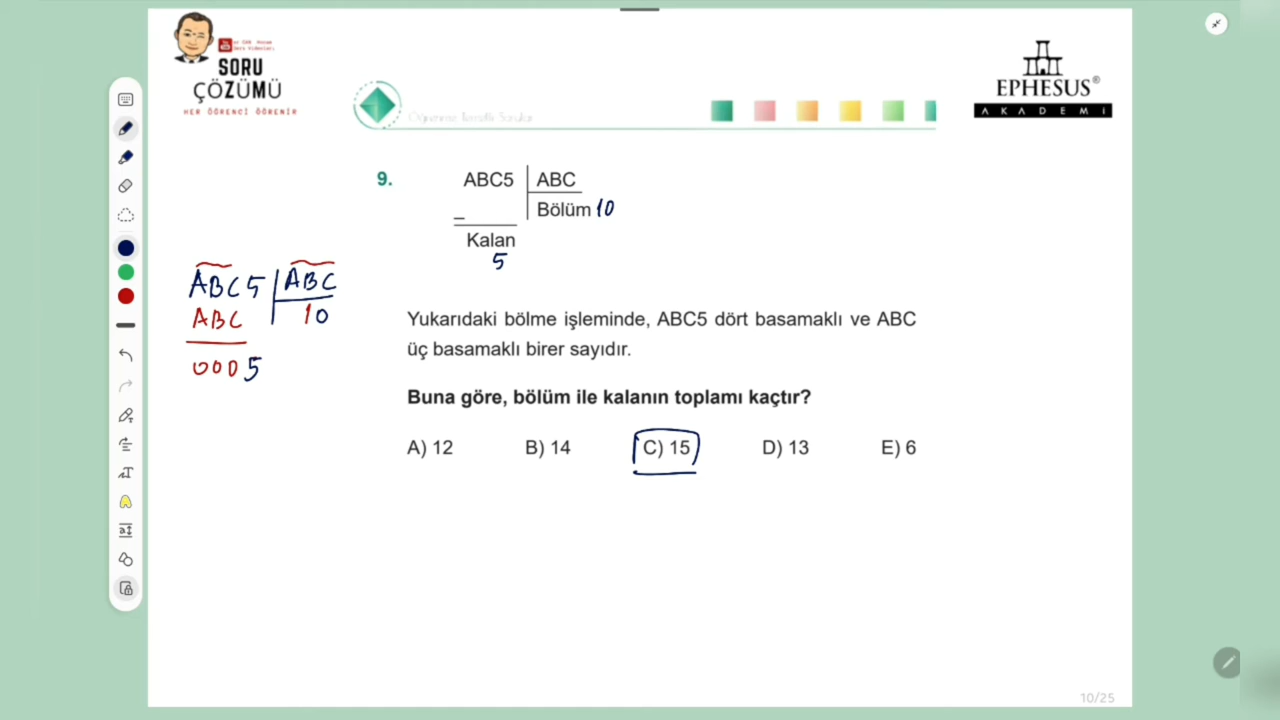 SORU
ÇÖZÜMÜ
HER ÖĞRENCİ ÖĞRENİR
EPHESUS®
AKADEMİ
9.
ABC5 ABC
Bölüm 10
Kalan
5
ABC5 ABC
ABC 10
0005
Yukarıdaki bölme işleminde, ABC5 dört basamaklı ve ABC
üç basamaklı birer sayıdır.
Buna göre, bölüm ile kalanın toplamı kaçtır?
A) 12 B) 14 C) 15 D) 13 E) 6
10/25